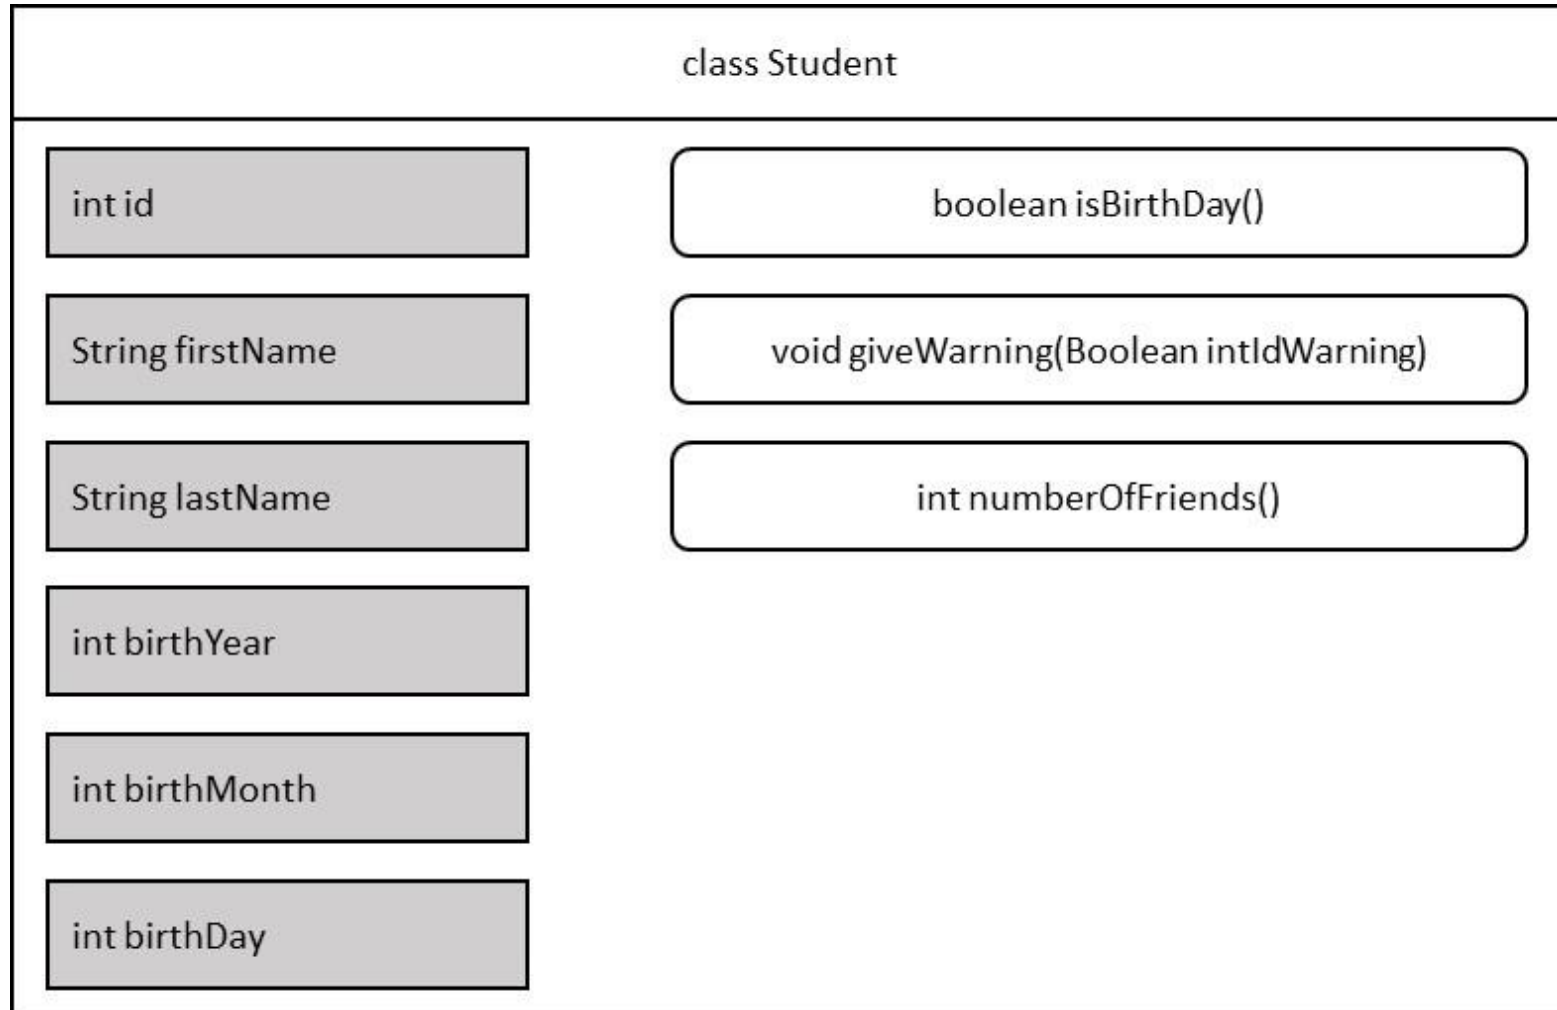 class Student
int id
boolean isBirthDay()
String firstName
void giveWarning(Boolean intIdWarning)
String lastName
int numberOfFriends()
int birthYear
int birthMonth
int birthDay